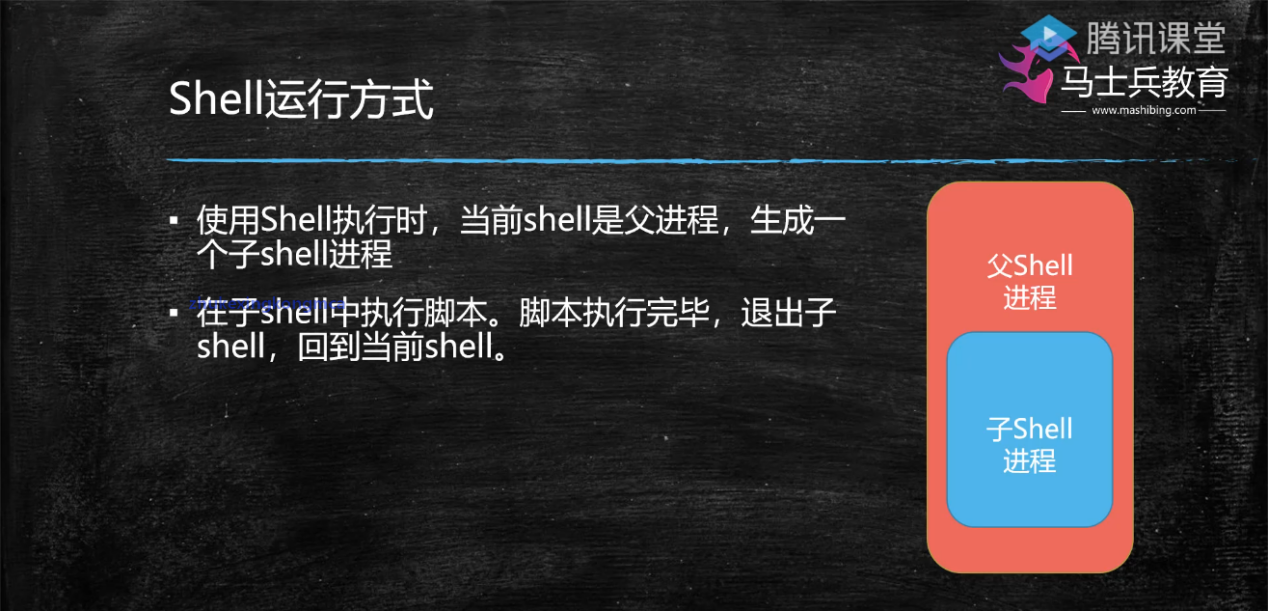 腾讯课堂
马士兵教育
www.mashibing.com
Shell运行方式
▪ 使用Shell执行时，当前shell是父进程，生成一
个子shell进程
▪ 在子shell中执行脚本。脚本执行完毕，退出子
shell，回到当前shell。
父Shell
进程
子Shell
进程